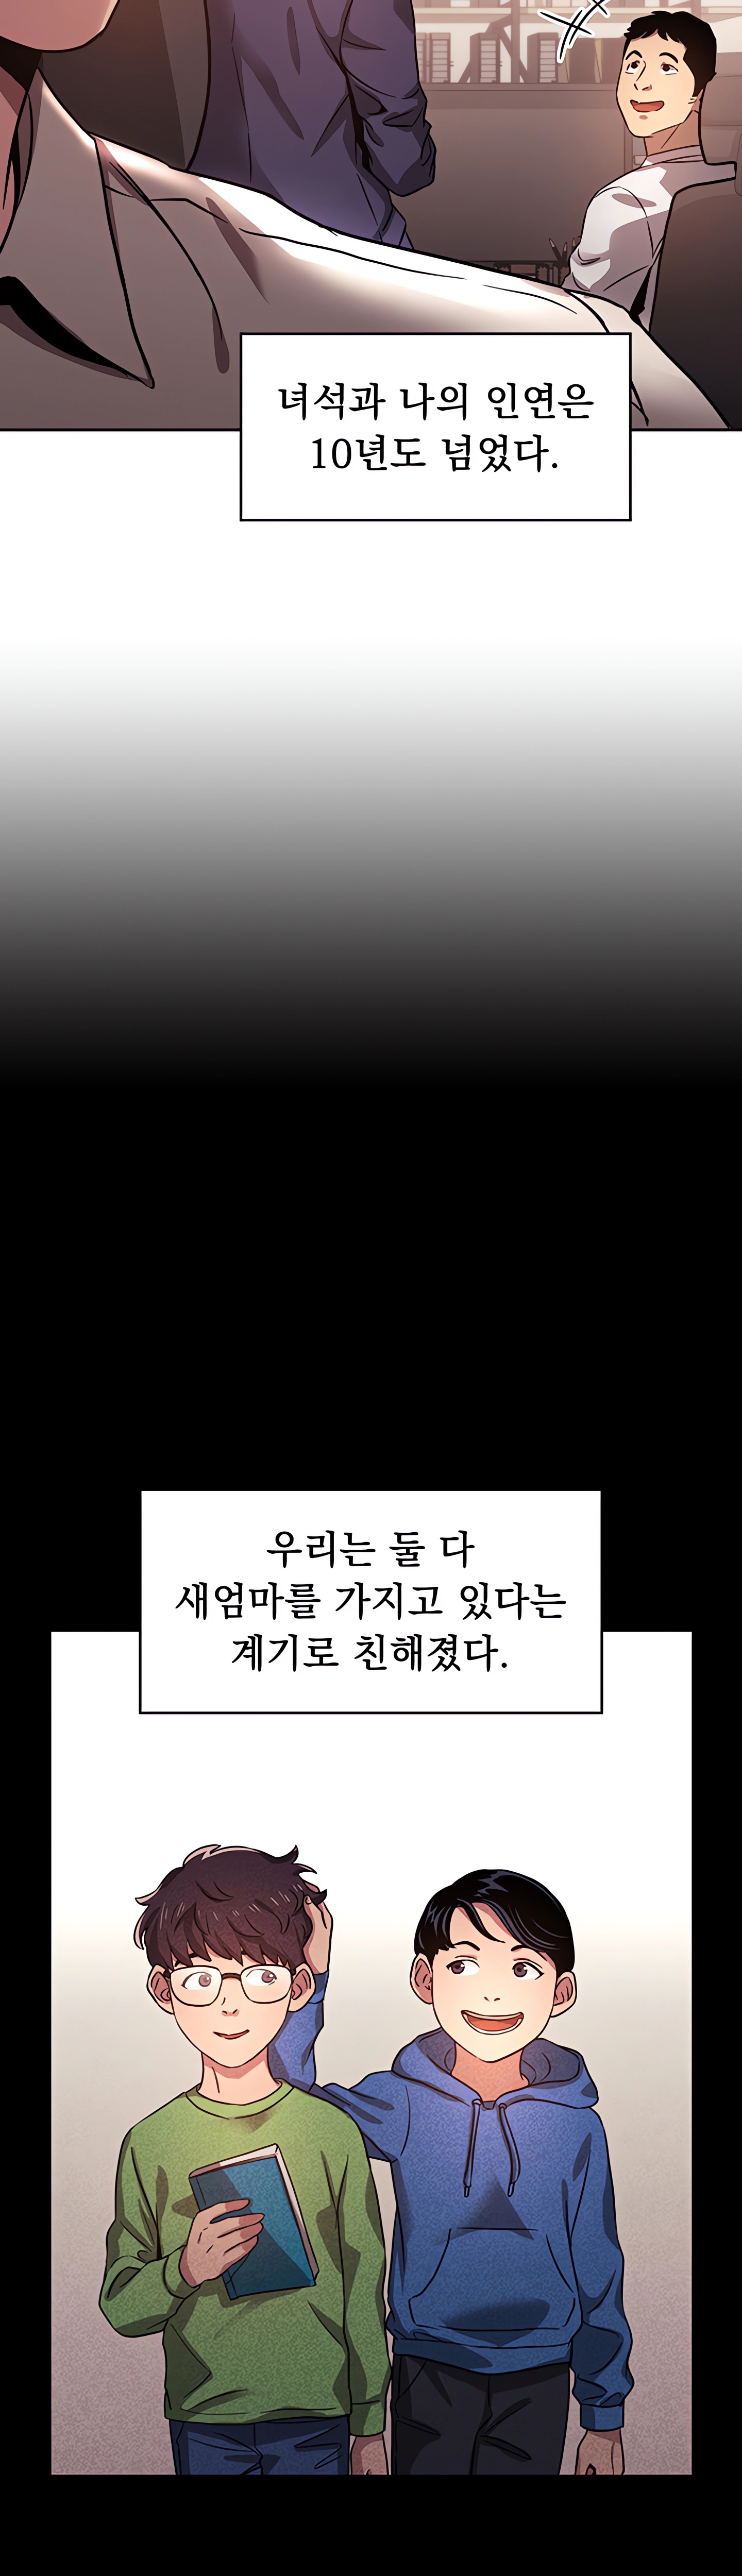 녀석과 나의 인연은
10년도 넘었다.
우리는 둘 다
새엄마를 가지고 있다는
계기로 친해졌다.